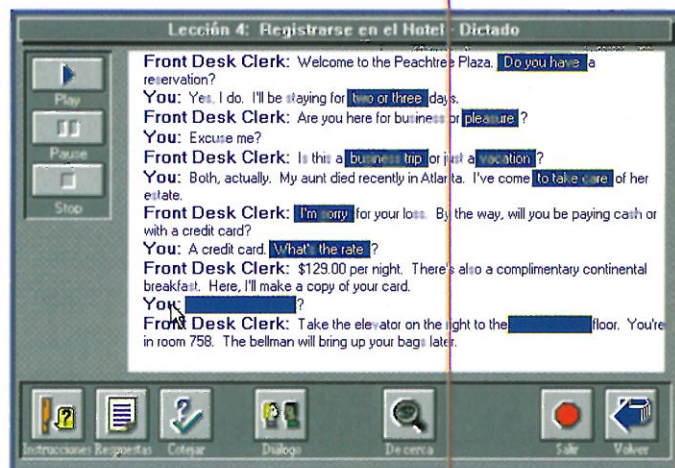 Lección 4: Registrarse en el Hotel - Dictado
Play
Pause
Stop
Front Desk Clerk: Welcome to the Peachtree Plaza. Do you have a
reservation?
You: Yes, I do. I'll be staying for two or three days.
Front Desk Clerk: Are you here for business or pleasure ?
You: Excuse me?
Front Desk Clerk: Is this a business trip or just a vacation ?
You: Both, actually. My aunt died recently in Atlanta. I've come to take care of her
estate.
Front Desk Clerk: I'm sorry for your loss. By the way, will you be paying cash or
with a credit card?
You: A credit card. What's the rate ?
Front Desk Clerk: $129.00 per night. There's also a complimentary continental
breakfast. Here, I'll make a copy of your card.
You: ?
Front Desk Clerk: Take the elevator on the right to the floor. You're
in room 758. The bellman will bring up your bags later.
Instrucciones Respuestas Cotejar Diálogo De cerca Salir Volver